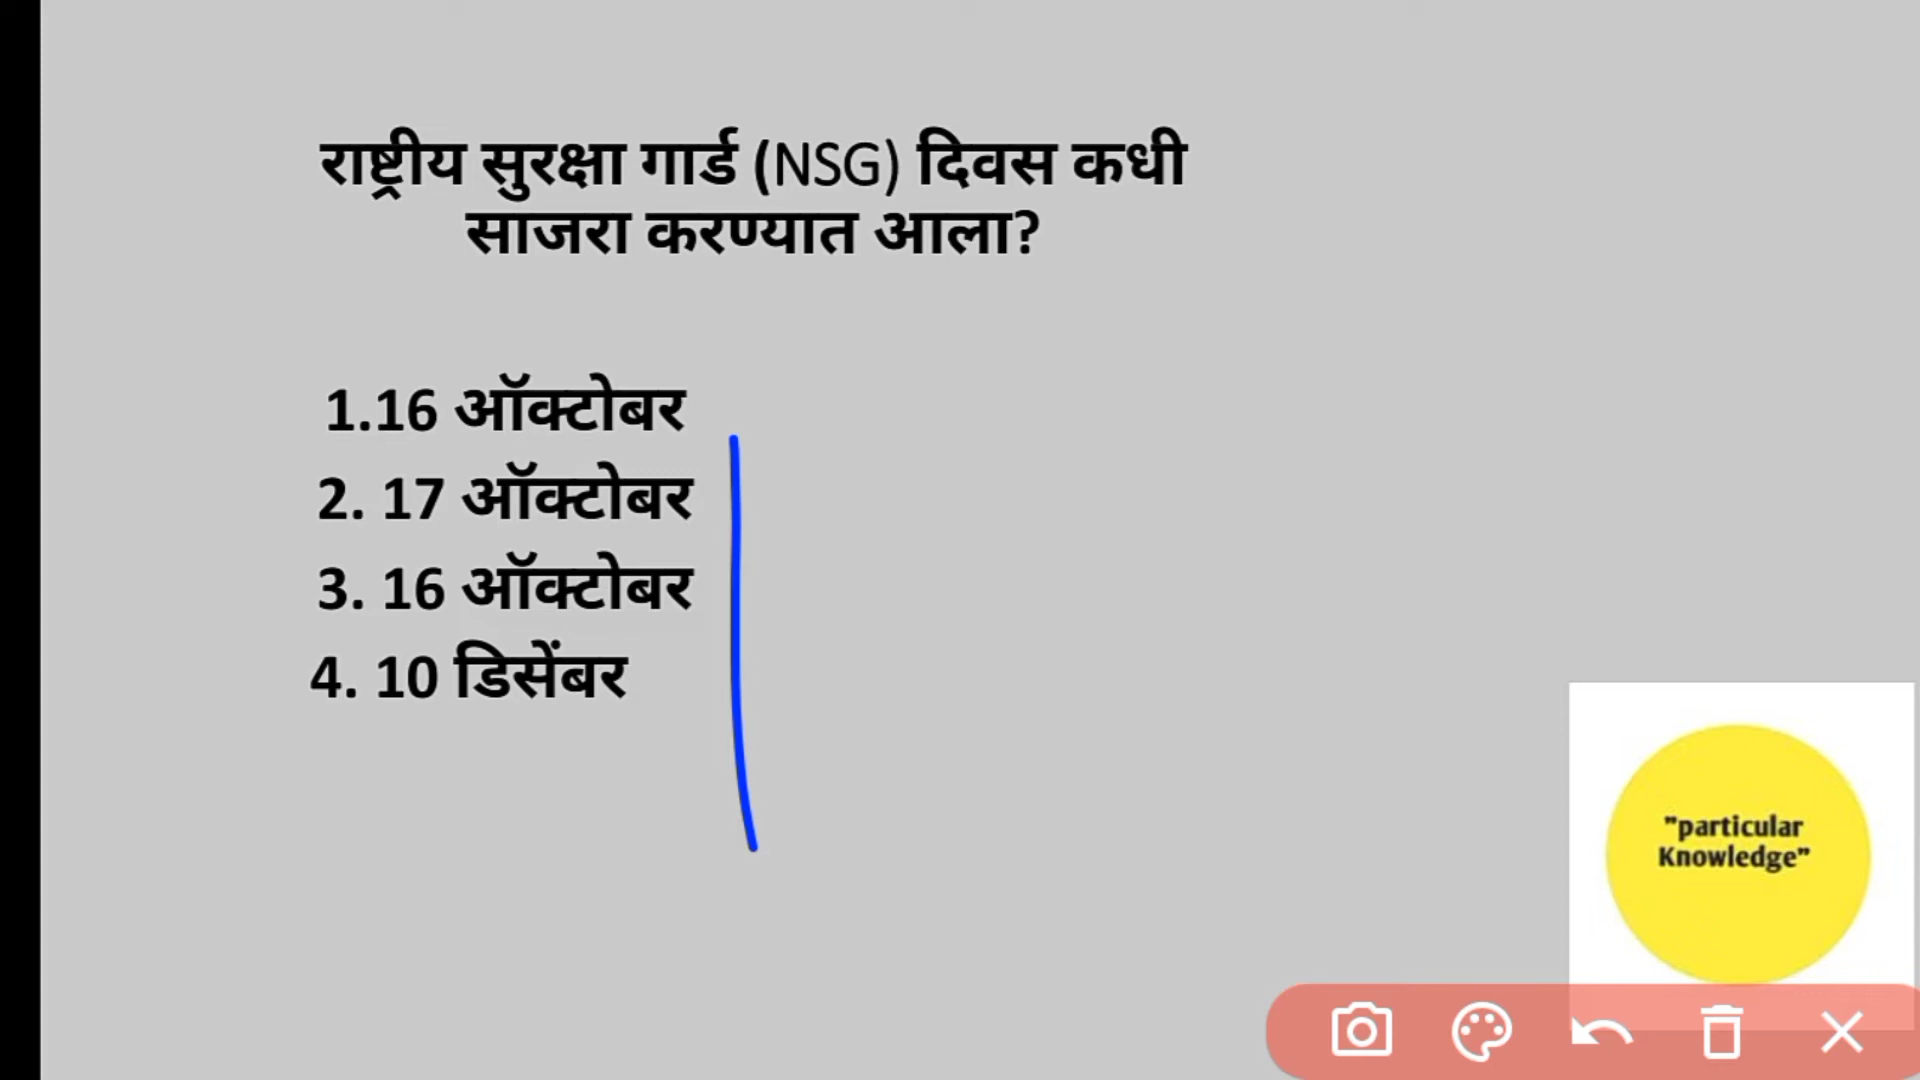 राष्ट्रीय सुरक्षा गार्ड (NSG) दिवस कधी
साजरा करण्यात आला?
1.16 ऑक्टोबर
2. 17 ऑक्टोबर
3. 16 ऑक्टोबर
4. 10 डिसेंबर
"particular
Knowledge"